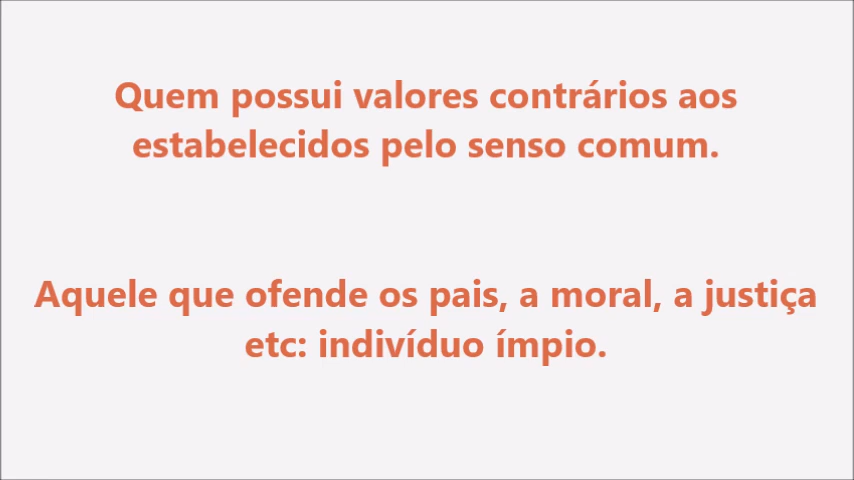 Quem possui valores contrários aos
estabelecidos pelo senso comum.
Aquele que ofende os pais, a moral, a justiça
etc: indivíduo ímpio.